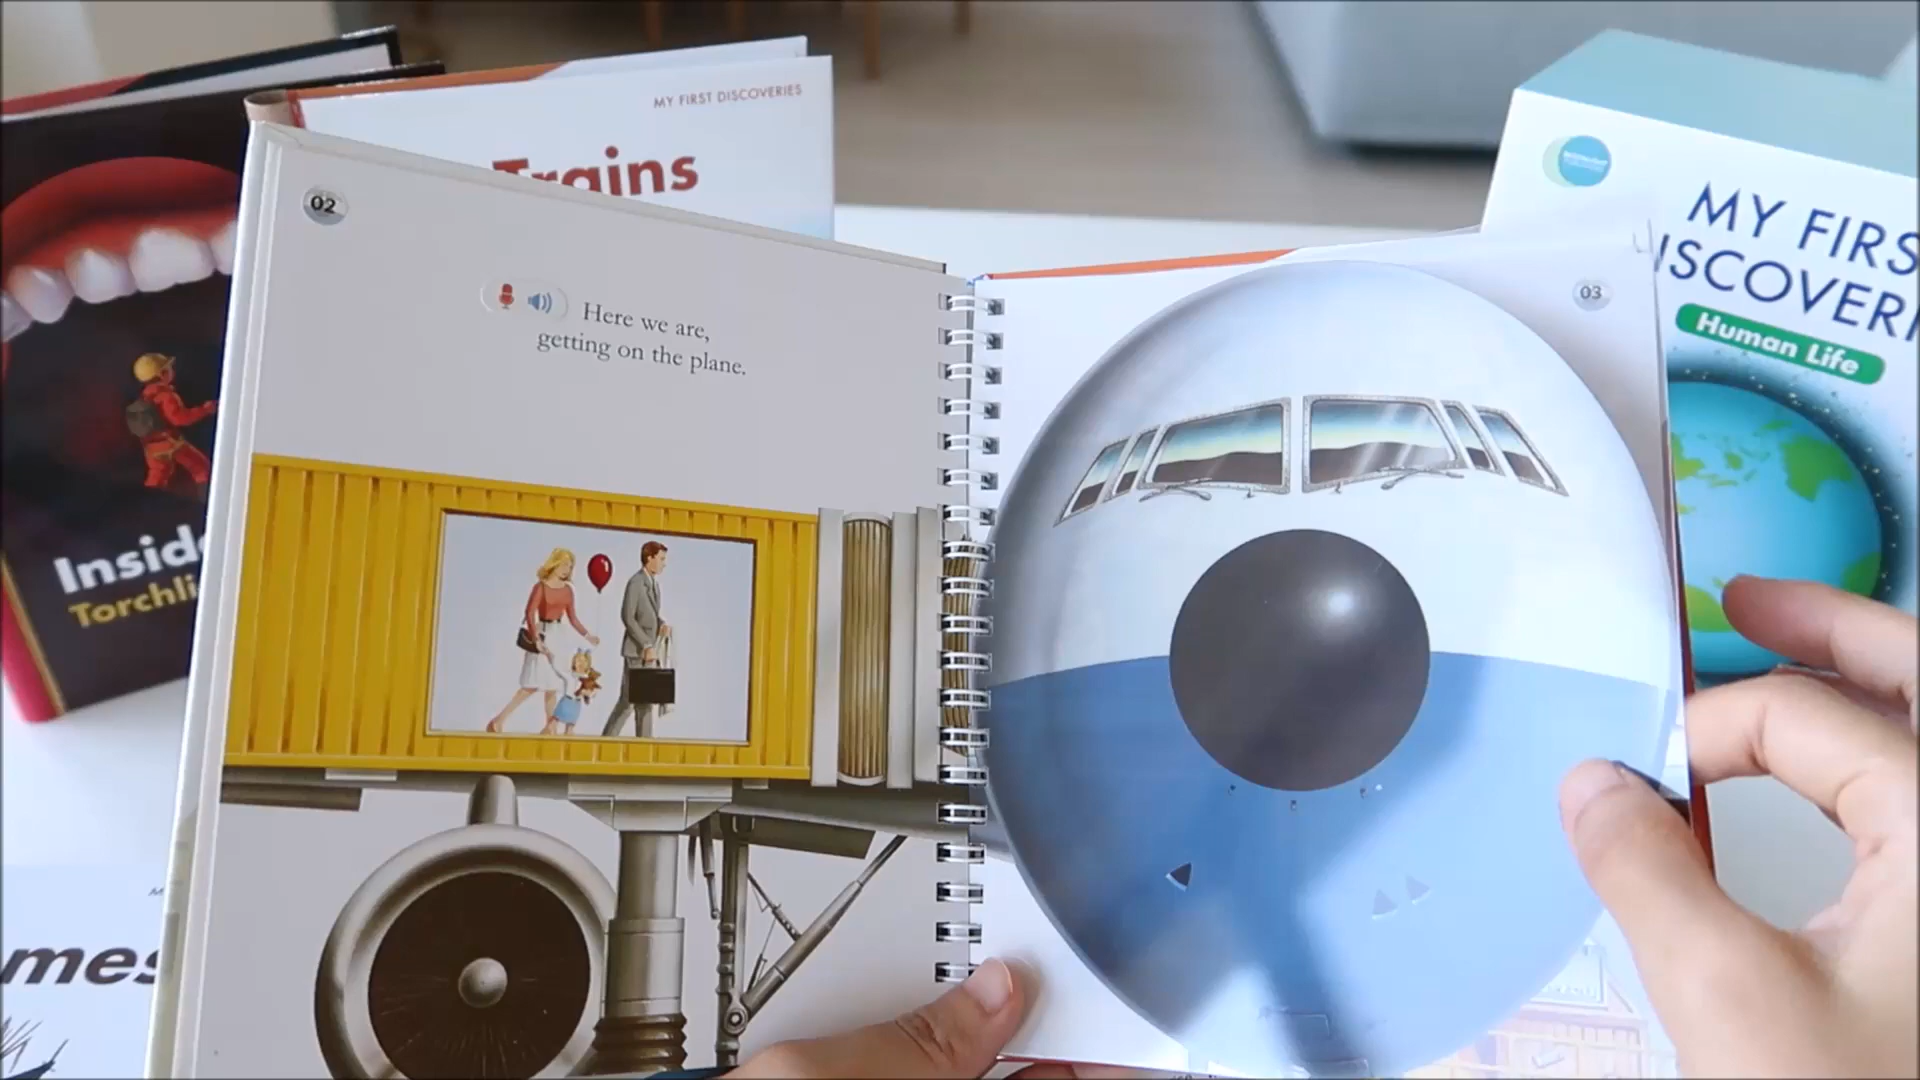 MY FIRST DISCOVERIES
Trains
02
Here we are,
getting on the plane.
03
MY FIRS
ISCOVERI
Human Life
Insid
Torchli
mes